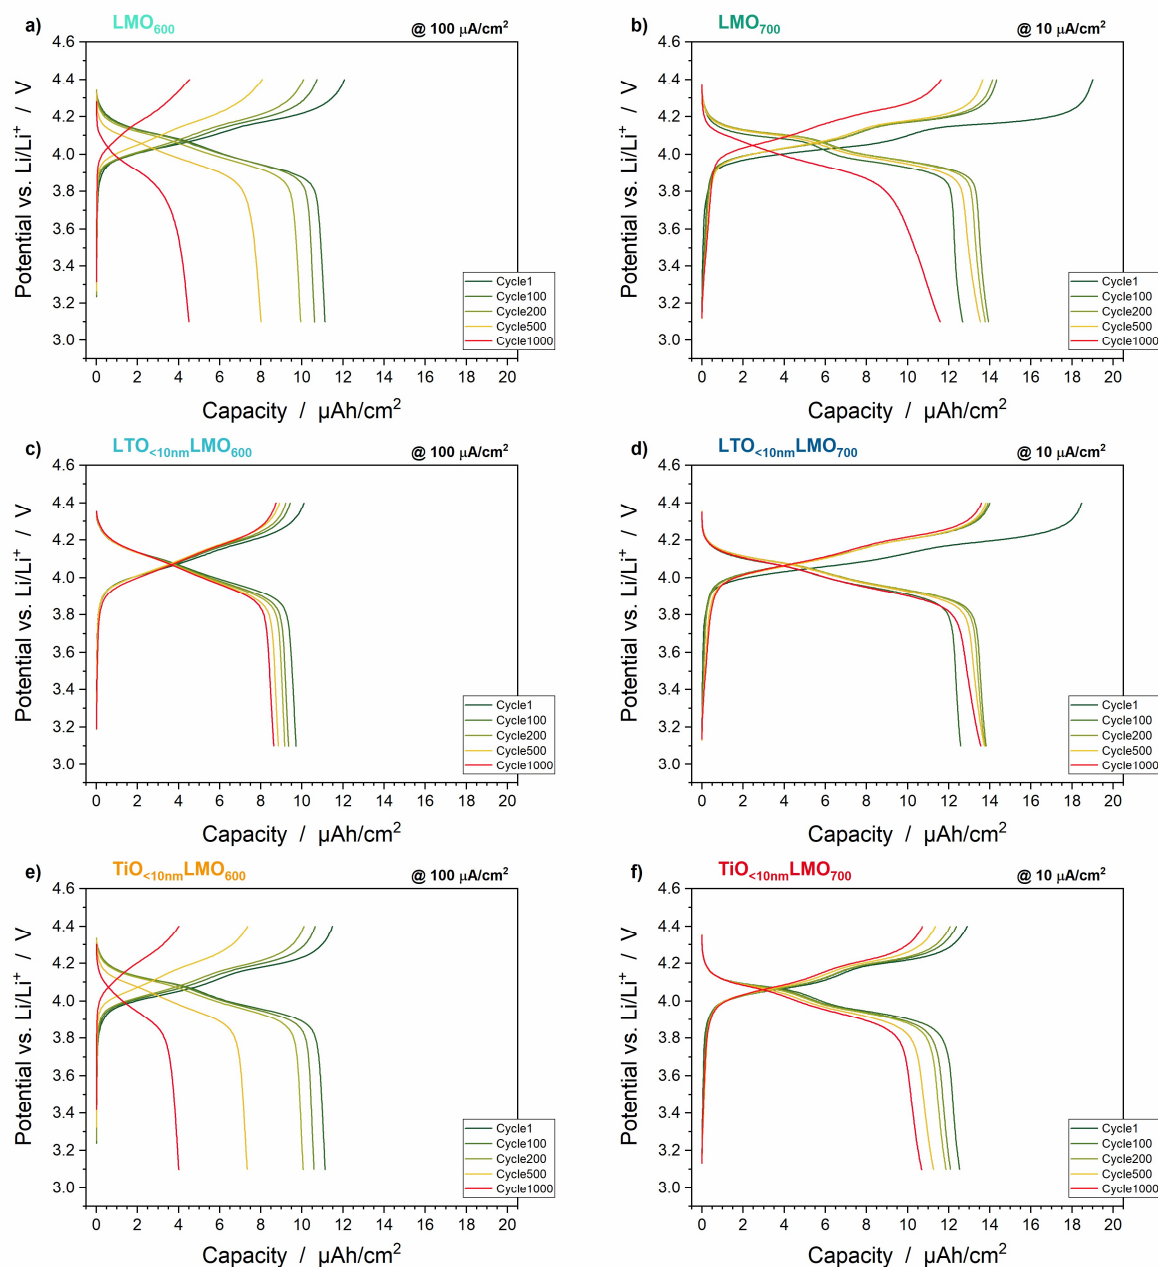 a) LMO600 @ 100 µA/cm2
4.6
4.4
4.2
4.0
3.8
3.6
3.4
3.2
3.0
Potential vs. Li/Li+ / V
Cycle1
Cycle100
Cycle200
Cycle500
Cycle1000
0 2 4 6 8 10 12 14 16 18 20
Capacity / µAh/cm2
b) LMO700 @ 10 µA/cm2
4.6
4.4
4.2
4.0
3.8
3.6
3.4
3.2
3.0
Potential vs. Li/Li+ / V
Cycle1
Cycle100
Cycle200
Cycle500
Cycle1000
0 2 4 6 8 10 12 14 16 18 20
Capacity / µAh/cm2
c) LTO<10nmLMO600 @ 100 µA/cm2
4.6
4.4
4.2
4.0
3.8
3.6
3.4
3.2
3.0
Potential vs. Li/Li+ / V
Cycle1
Cycle100
Cycle200
Cycle500
Cycle1000
0 2 4 6 8 10 12 14 16 18 20
Capacity / µAh/cm2
d) LTO<10nmLMO700 @ 10 µA/cm2
4.6
4.4
4.2
4.0
3.8
3.6
3.4
3.2
3.0
Potential vs. Li/Li+ / V
Cycle1
Cycle100
Cycle200
Cycle500
Cycle1000
0 2 4 6 8 10 12 14 16 18 20
Capacity / µAh/cm2
e) TiO<10nmLMO600 @ 100 µA/cm2
4.6
4.4
4.2
4.0
3.8
3.6
3.4
3.2
3.0
Potential vs. Li/Li+ / V
Cycle1
Cycle100
Cycle200
Cycle500
Cycle1000
0 2 4 6 8 10 12 14 16 18 20
Capacity / µAh/cm2
f) TiO<10nmLMO700 @ 10 µA/cm2
4.6
4.4
4.2
4.0
3.8
3.6
3.4
3.2
3.0
Potential vs. Li/Li+ / V
Cycle1
Cycle100
Cycle200
Cycle500
Cycle1000
0 2 4 6 8 10 12 14 16 18 20
Capacity / µAh/cm2